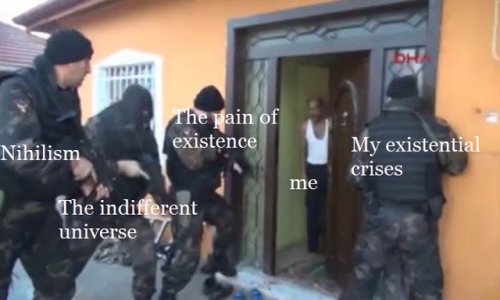 DHA
The pain of
existence
My existential
crises
Nihilism
me
The indifferent
universe